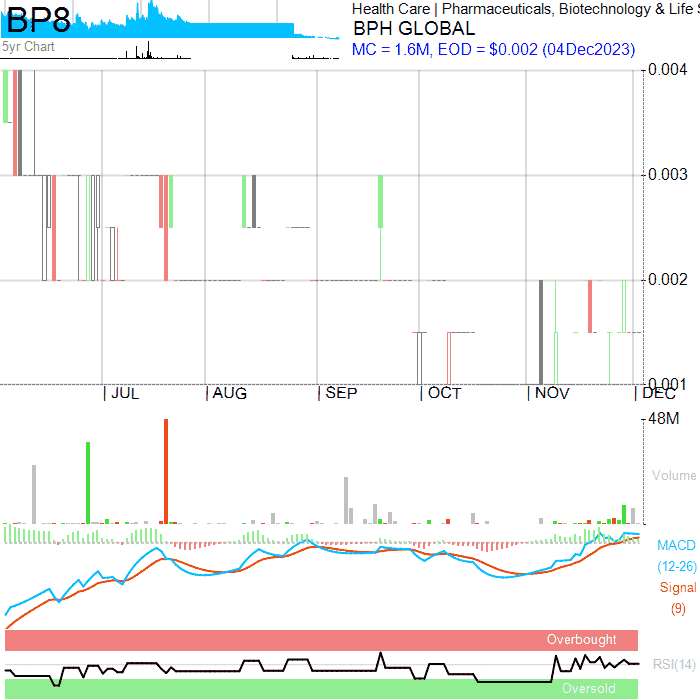 BP8
Health Care | Pharmaceuticals, Biotechnology & Life S
BPH GLOBAL
5yr Chart
MC = 1.6M, EOD = $0.002 (04Dec2023)
0.004
0.003
0.002
0.001
| JUL | AUG | SEP | OCT | NOV | DEC
48M
Volume
MACD
(12-26)
Signal
(9)
Overbought
RSI(14)
Oversold